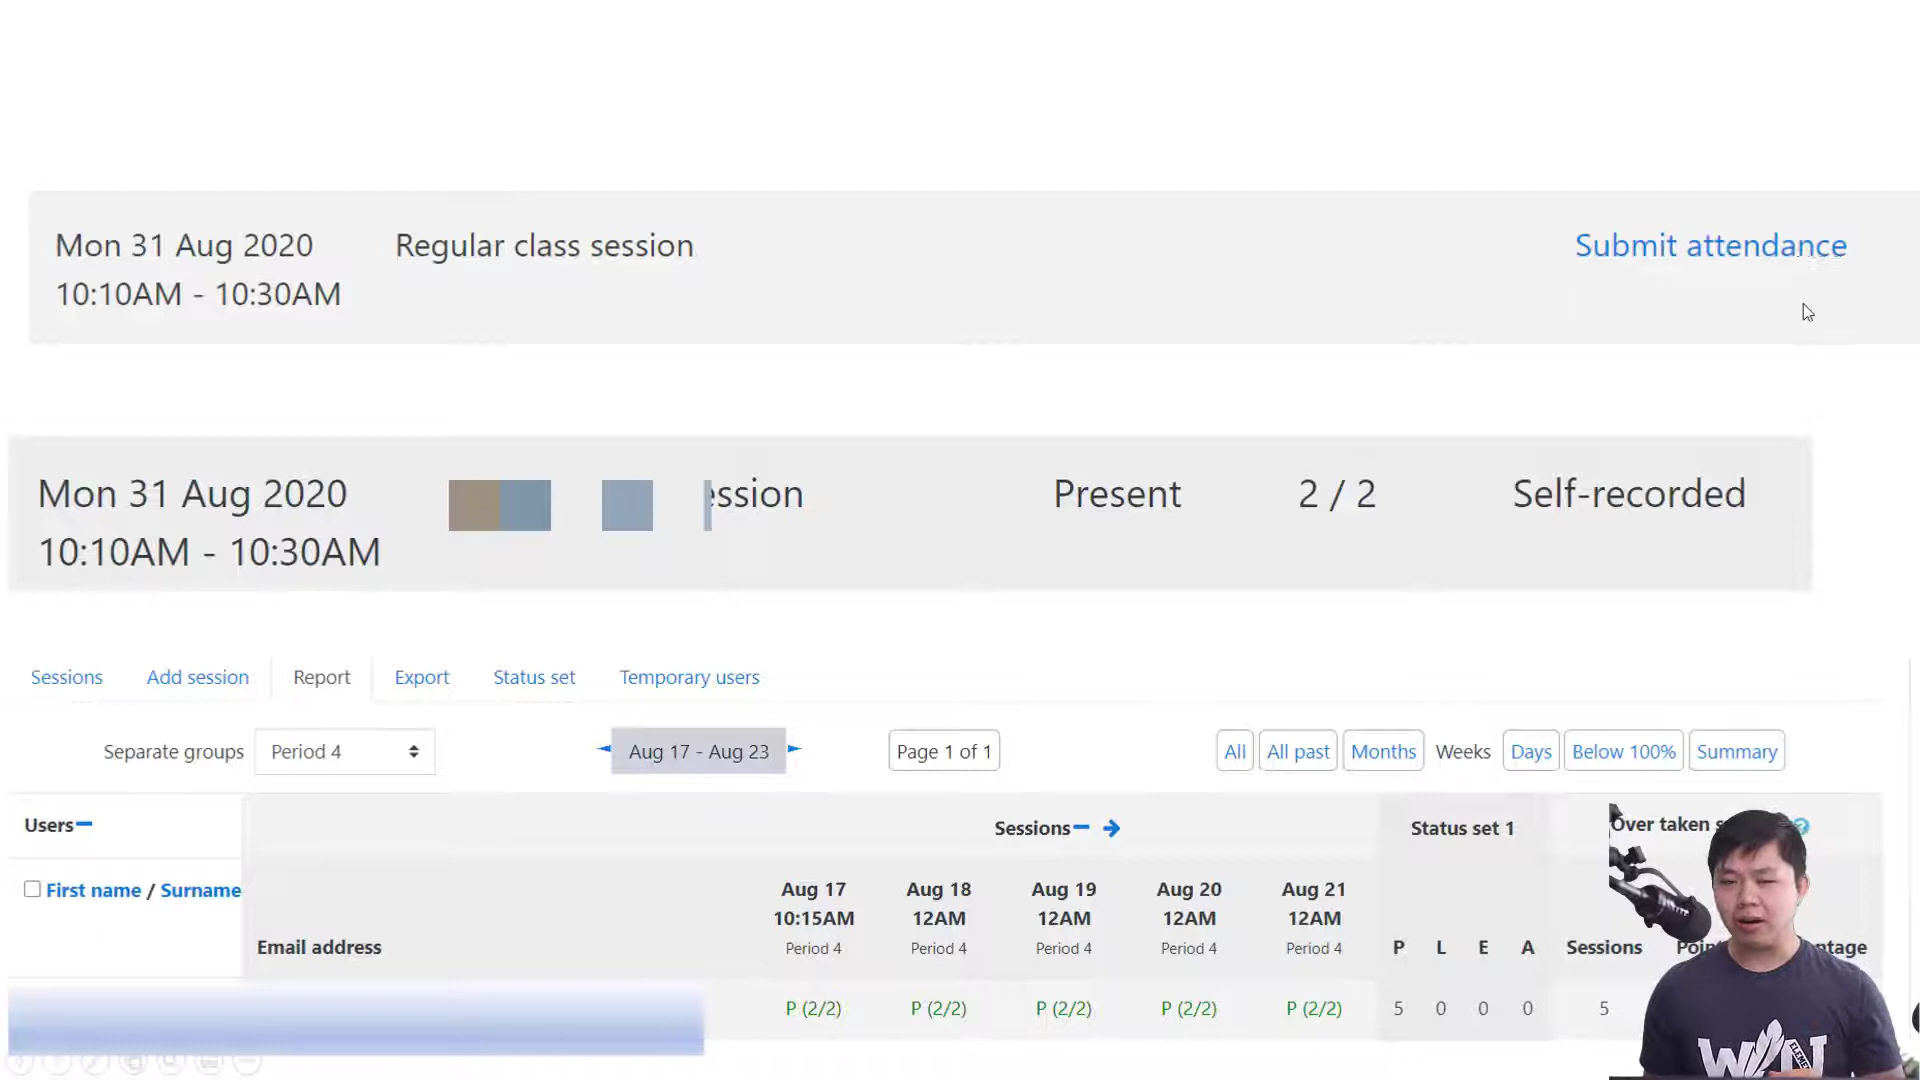 Mon 31 Aug 2020 Regular class session Submit attendance
10:10AM - 10:30AM
Mon 31 Aug 2020 ession Present 2 / 2 Self-recorded
10:10AM - 10:30AM
Sessions Add session Report Export Status set Temporary users
Separate groups Period 4 Aug 17 - Aug 23 Page 1 of 1 All All past Months Weeks Days Below 100% Summary
Users Sessions Status set 1 Over taken s
First name / Surname Aug 17 Aug 18 Aug 19 Aug 20 Aug 21
10:15AM 12AM 12AM 12AM 12AM
Email address Period 4 Period 4 Period 4 Period 4 Period 4 P L E A Sessions Poin ntage
P (2/2) P (2/2) P (2/2) P (2/2) P (2/2) 5 0 0 0 5